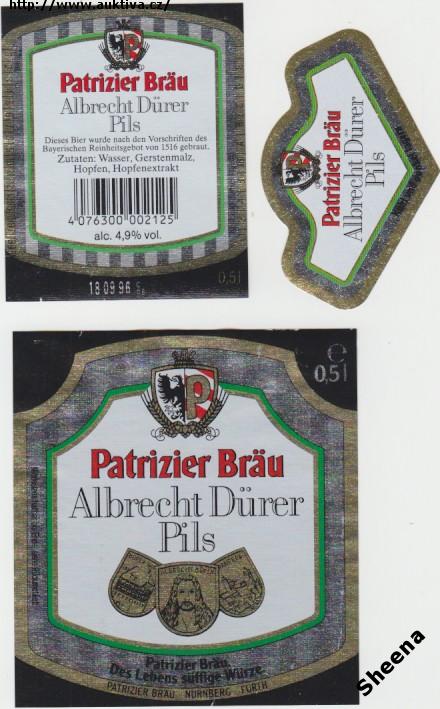 http://www.auktiva.cz/
P
Patrizier Bräu
Albrecht Dürer
Pils
Dieses Bier wurde nach den Vorschriften des
Bayerischen Reinheitsgebot von 1516 gebraut.
Zutaten: Wasser, Gerstenmalz,
Hopfen, Hopfenextrakt
4 076300 002125
alc. 4,9% vol.
18 09 96
0,5l
Patrizier Bräu
Albrecht Dürer
Pils
0,5 l
P
Patrizier Bräu
Albrecht Dürer
Pils
ALBRECHT DÜRER
Patrizier Bräu.
Des Lebens süffige Würze.
PATRIZIER BRÄU NÜRNBERG FÜRTH
Sheena